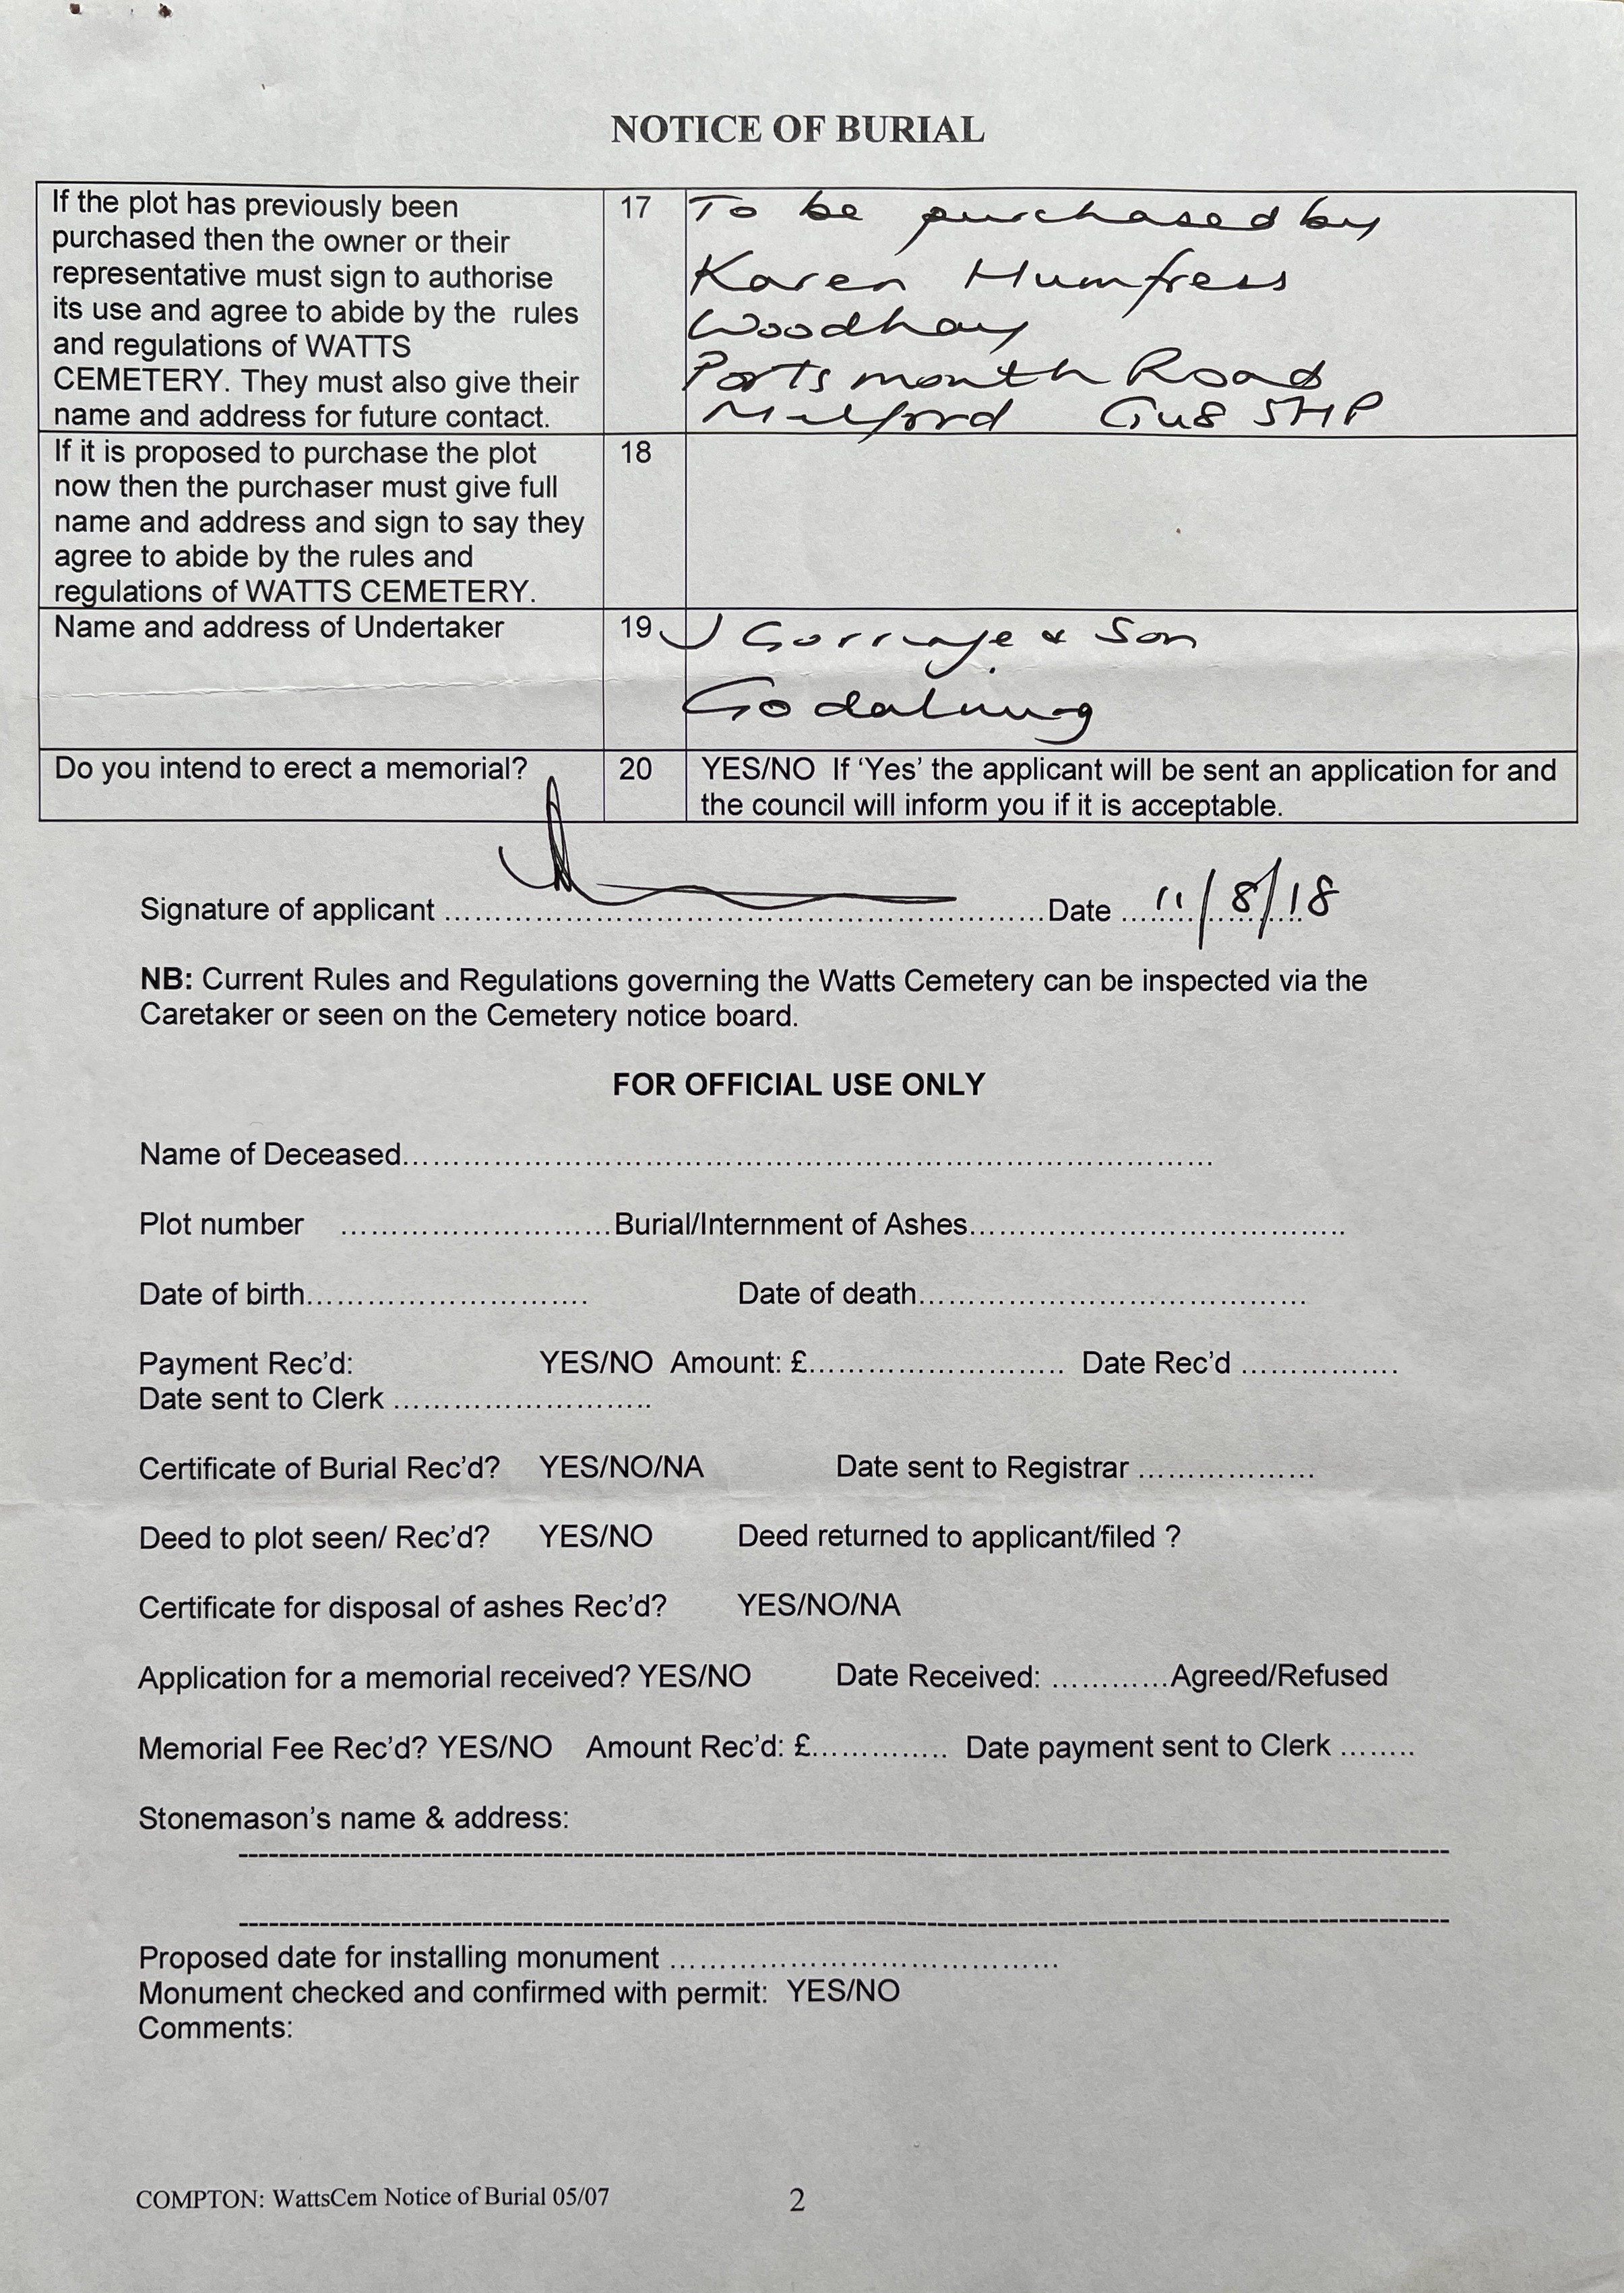 NOTICE OF BURIAL
If the plot has previously been
purchased then the owner or their
representative must sign to authorise
its use and agree to abide by the rules
and regulations of WATTS
CEMETERY. They must also give their
name and address for future contact.
17
To be purchased by
Karen Humfress
Woodhay
Portsmouth Road
Milford GU8 5HP
If it is proposed to purchase the plot
now then the purchaser must give full
name and address and sign to say they
agree to abide by the rules and
regulations of WATTS CEMETERY.
18
Name and address of Undertaker
19
J Gorringe & Son
Godalming
Do you intend to erect a memorial?
20
YES/NO If ‘Yes’ the applicant will be sent an application for and
the council will inform you if it is acceptable.
Signature of applicant ........................................ Date 11/8/18
NB: Current Rules and Regulations governing the Watts Cemetery can be inspected via the
Caretaker or seen on the Cemetery notice board.
FOR OFFICIAL USE ONLY
Name of Deceased........................................
Plot number ....................Burial/Internment of Ashes....................
Date of birth.................... Date of death....................
Payment Rec’d: YES/NO Amount: £.................... Date Rec’d ................
Date sent to Clerk ....................
Certificate of Burial Rec’d? YES/NO/NA Date sent to Registrar ................
Deed to plot seen/ Rec’d? YES/NO Deed returned to applicant/filed ?
Certificate for disposal of ashes Rec’d? YES/NO/NA
Application for a memorial received? YES/NO Date Received: ............Agreed/Refused
Memorial Fee Rec’d? YES/NO Amount Rec’d: £.............. Date payment sent to Clerk ........
Stonemason’s name & address:
Proposed date for installing monument ........................................
Monument checked and confirmed with permit: YES/NO
Comments:
COMPTON: WattsCem Notice of Burial 05/07
2